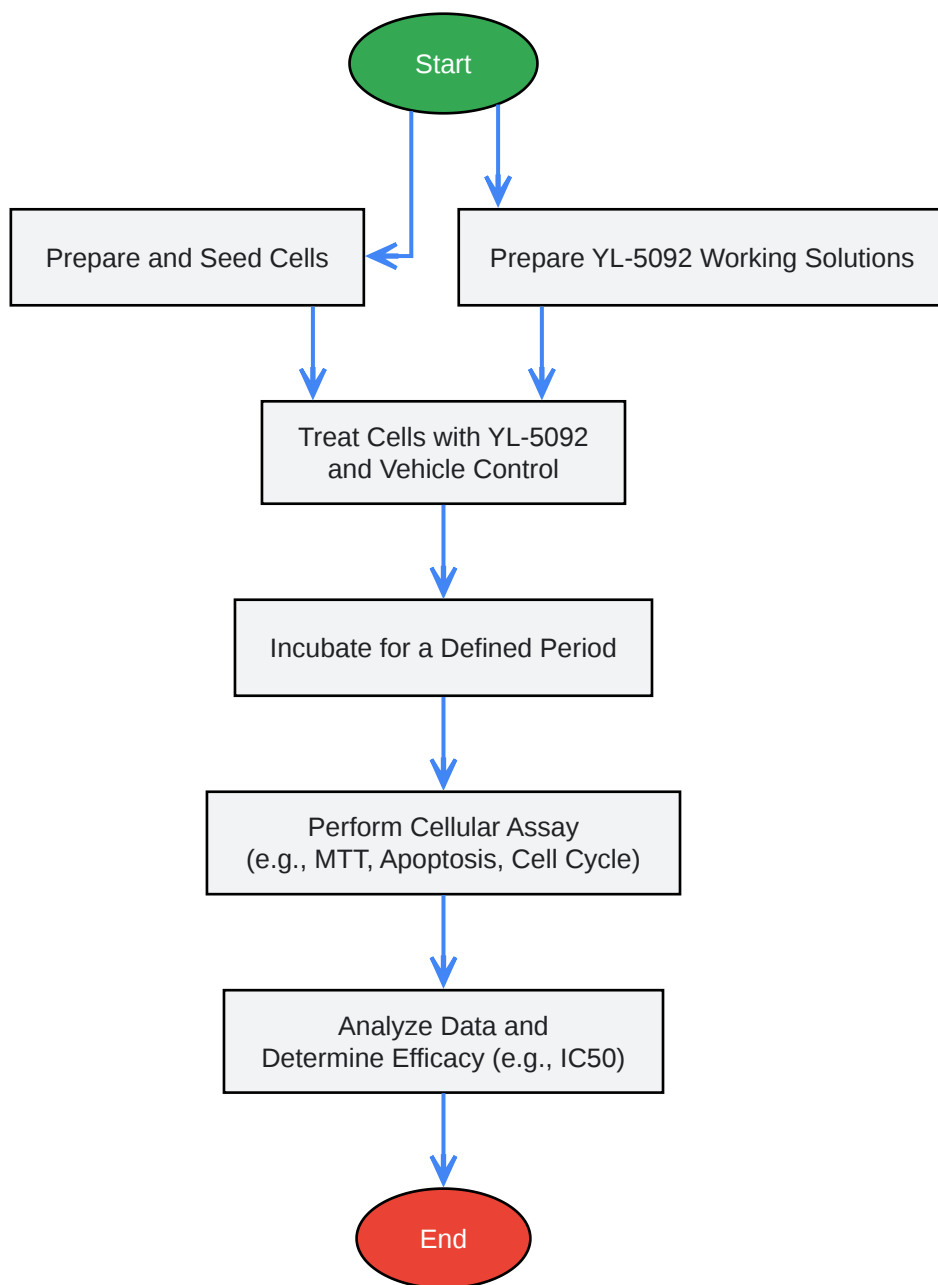 Start
Prepare and Seed Cells
Prepare YL-5092 Working Solutions
Treat Cells with YL-5092
and Vehicle Control
Incubate for a Defined Period
Perform Cellular Assay
(e.g., MTT, Apoptosis, Cell Cycle)
Analyze Data and
Determine Efficacy (e.g., IC50)
End